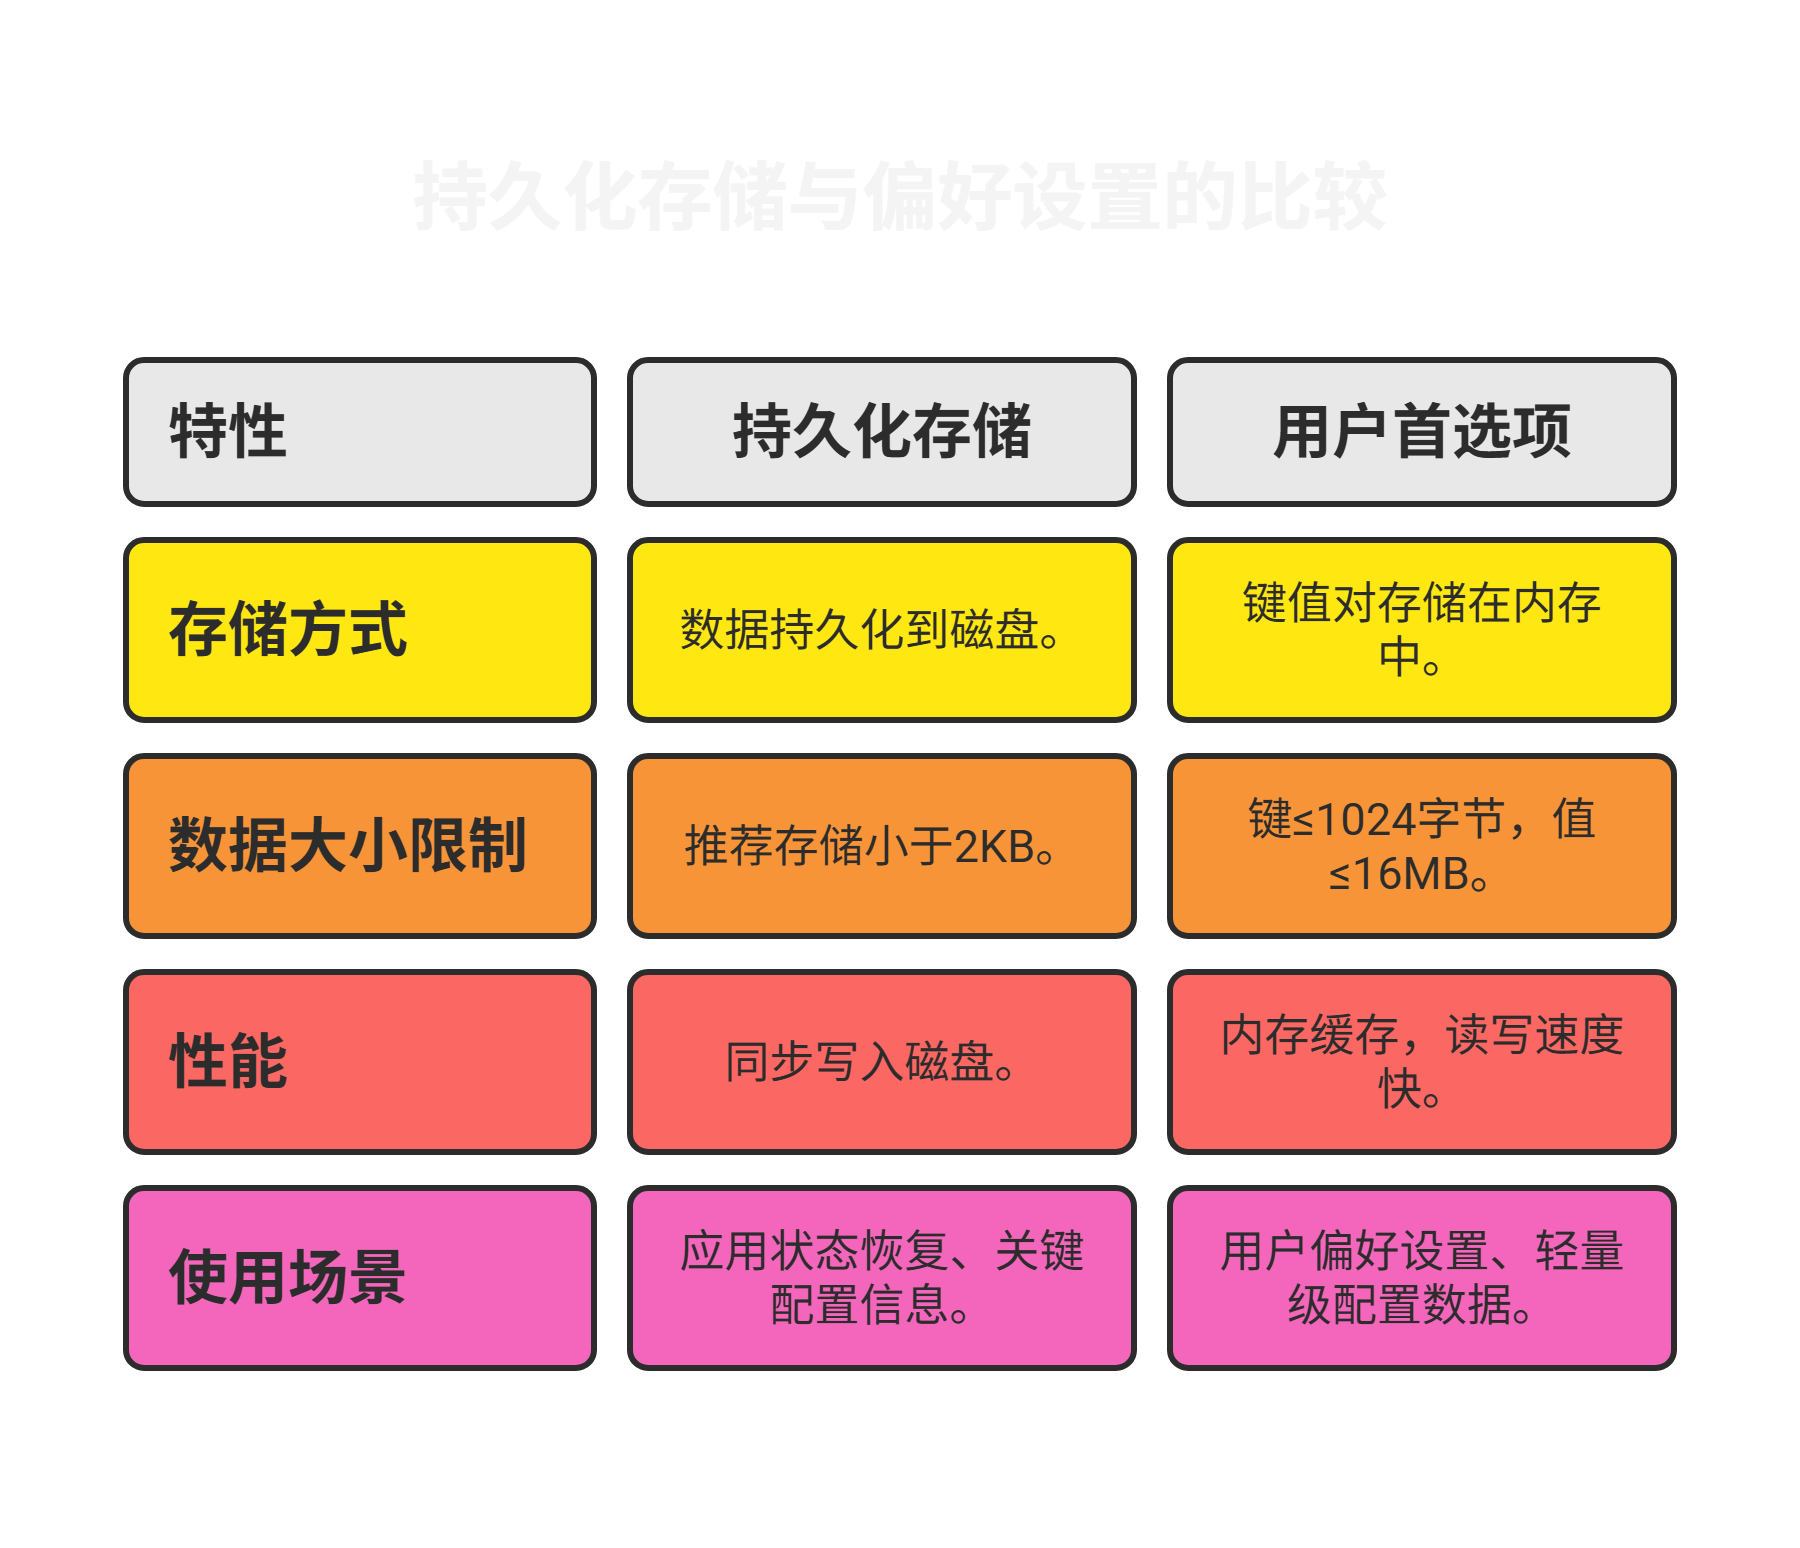 持久化存储与偏好设置的比较
特性
持久化存储
用户首选项
存储方式
数据持久化到磁盘。
键值对存储在内存
中。
数据大小限制
推荐存储小于2KB。
键≤1024字节，值
≤16MB。
性能
同步写入磁盘。
内存缓存，读写速度
快。
使用场景
应用状态恢复、关键
配置信息。
用户偏好设置、轻量
级配置数据。